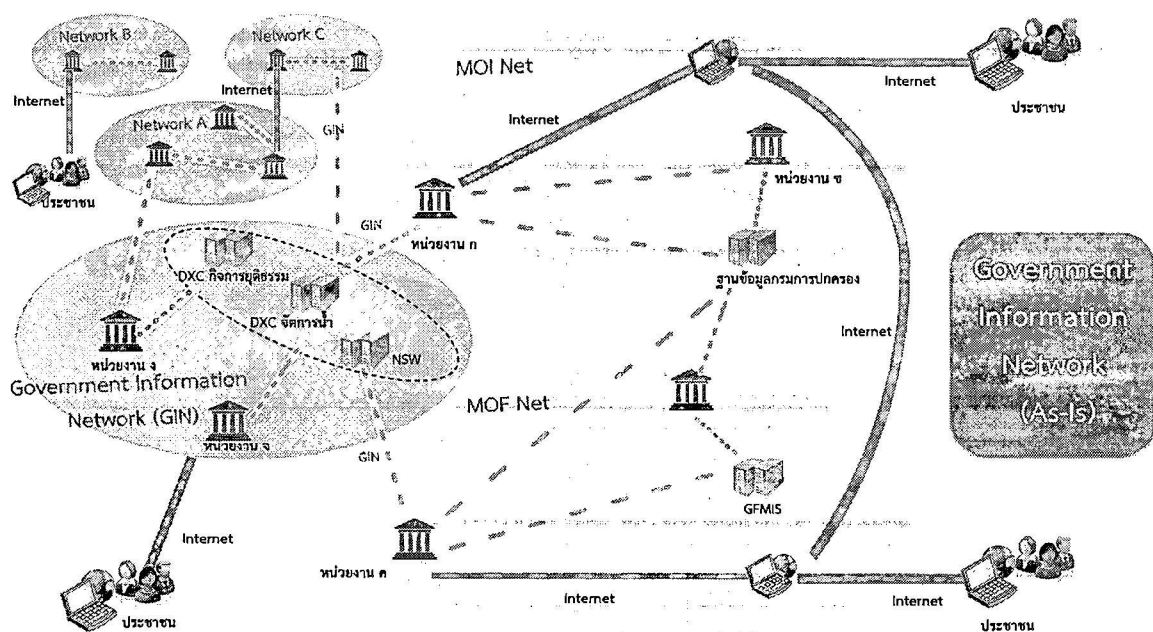 Network B
Network C
MOI Net
Internet
Internet
Internet
Internet
ประชาชน
Network A
GIN
ประชาชน
หน่วยงาน ซ
GIN
หน่วยงาน ก
DXC กิจการยุติธรรม
ฐานข้อมูลกรมการปกครอง
DXC จัดการน้ำ
Internet
NSW
หน่วยงาน ง
Government Information
Network (GIN)
MOF Net
หน่วยงาน จ
GIN
GFMIS
Internet
หน่วยงาน ค
Internet
Internet
ประชาชน
ประชาชน
Government
Information
Network
(As-Is)